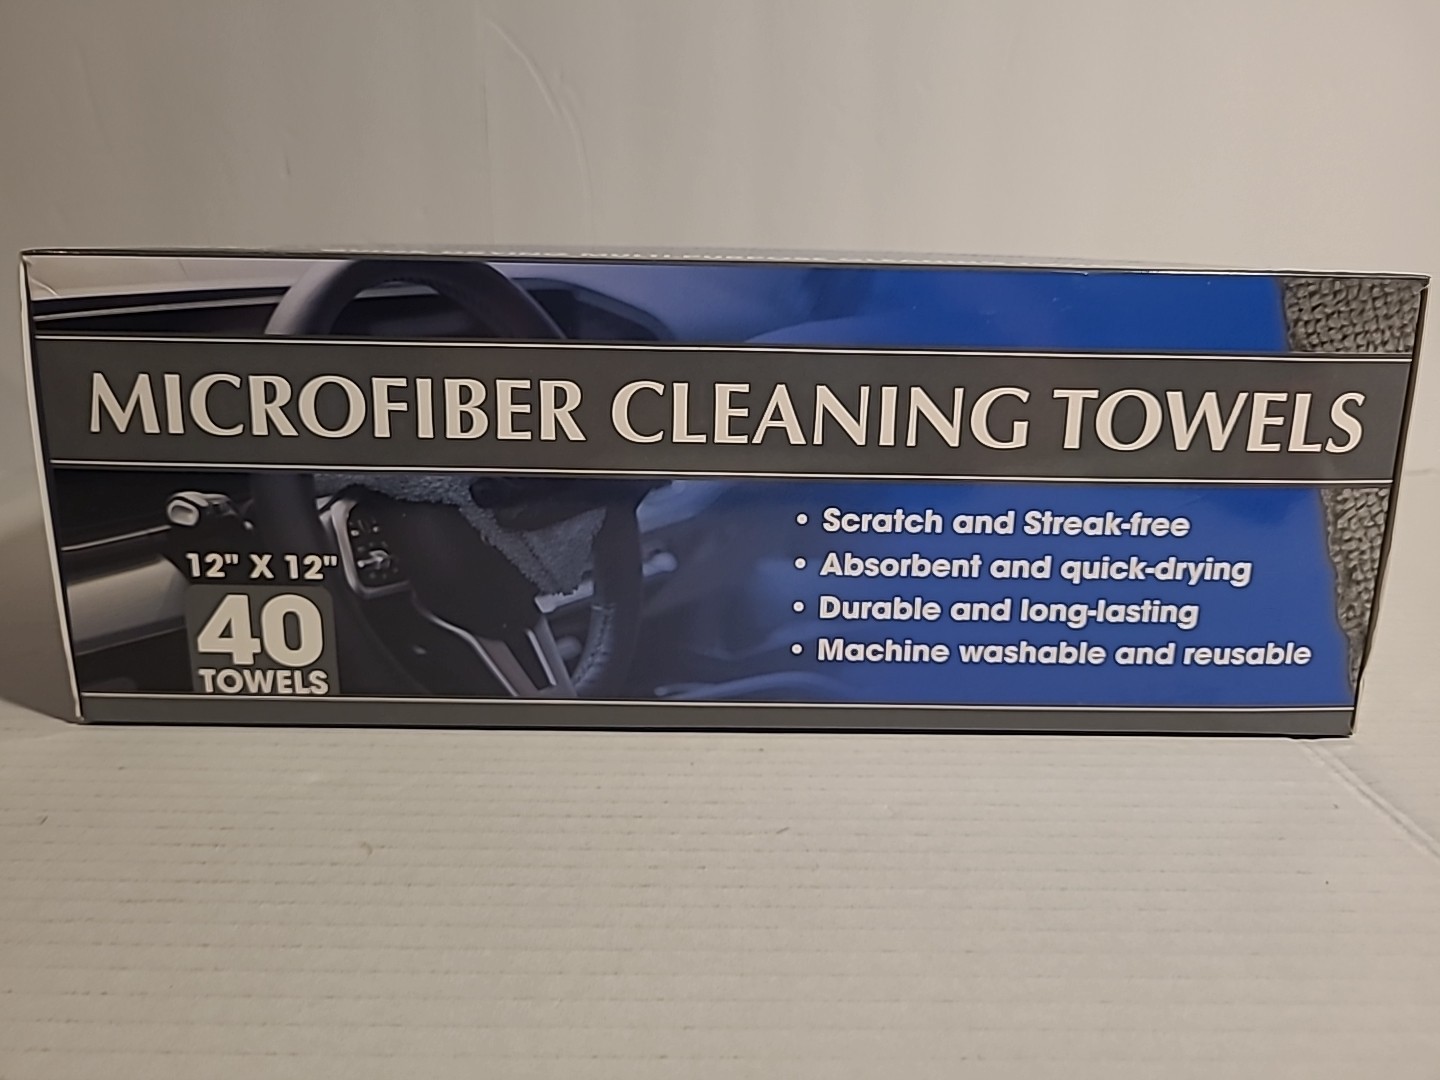 MICROFIBER CLEANING TOWELS
12" X 12"
40
TOWELS
• Scratch and Streak-free
• Absorbent and quick-drying
• Durable and long-lasting
• Machine washable and reusable